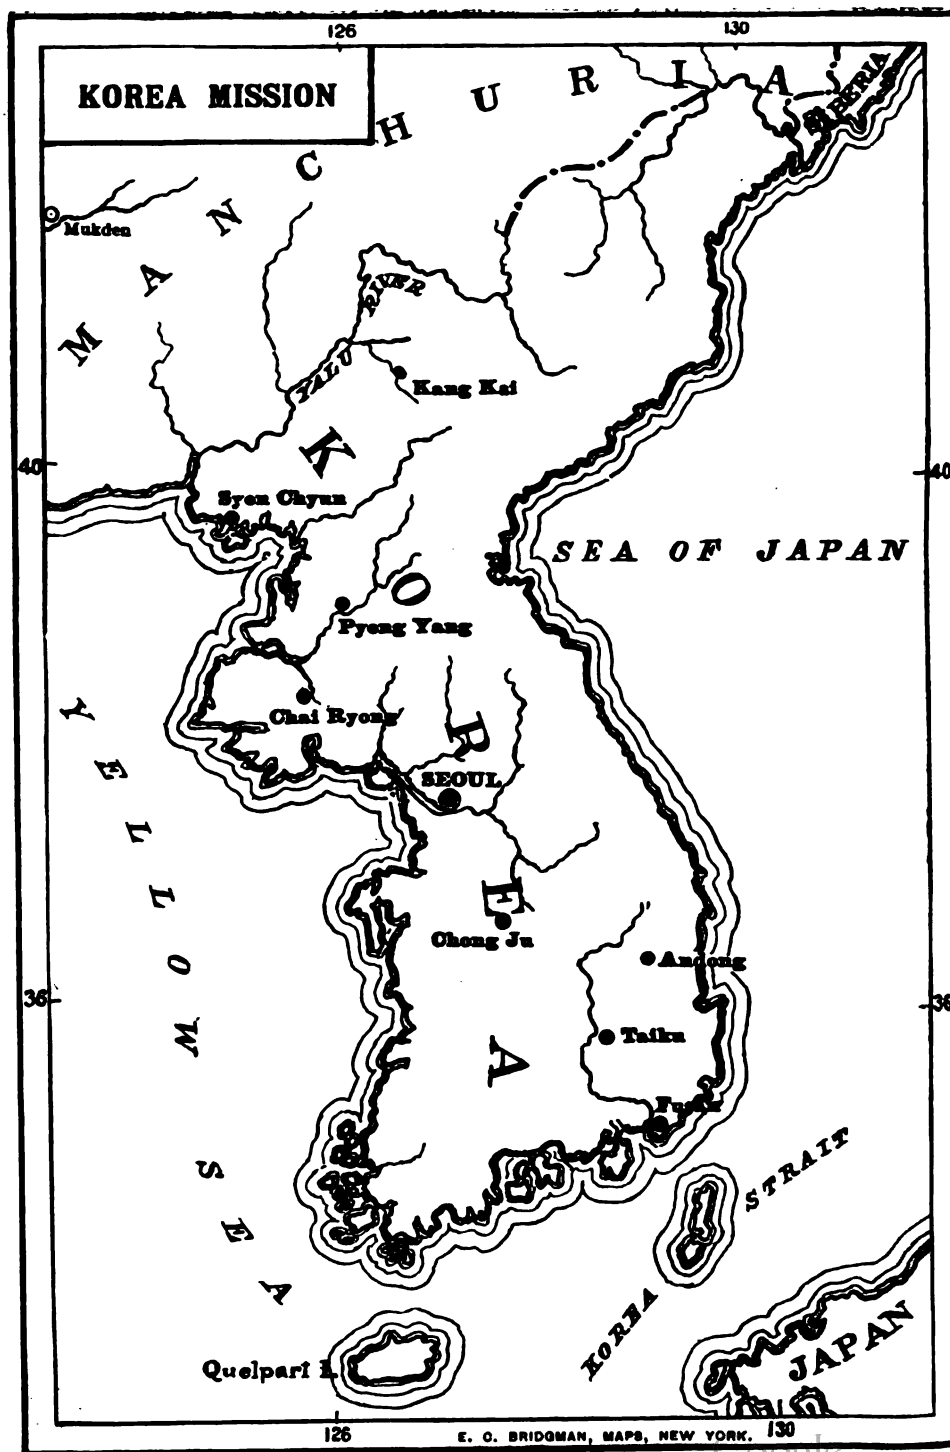 126
130
KOREA MISSION
MANCHURIA
SIBERIA
Mukden
YALU RIVER
Kang Kai
40
40
Syen Chyun
SEA OF JAPAN
Pyeng Yang
Chai Ryong
SEOUL
KOREA
YELLOW SEA
Chong Ju
Andong
36
36
Taiku
Fusan
KOREA STRAIT
JAPAN
Quelpart I.
126
130
E. C. BRIDGMAN, MAPS, NEW YORK.